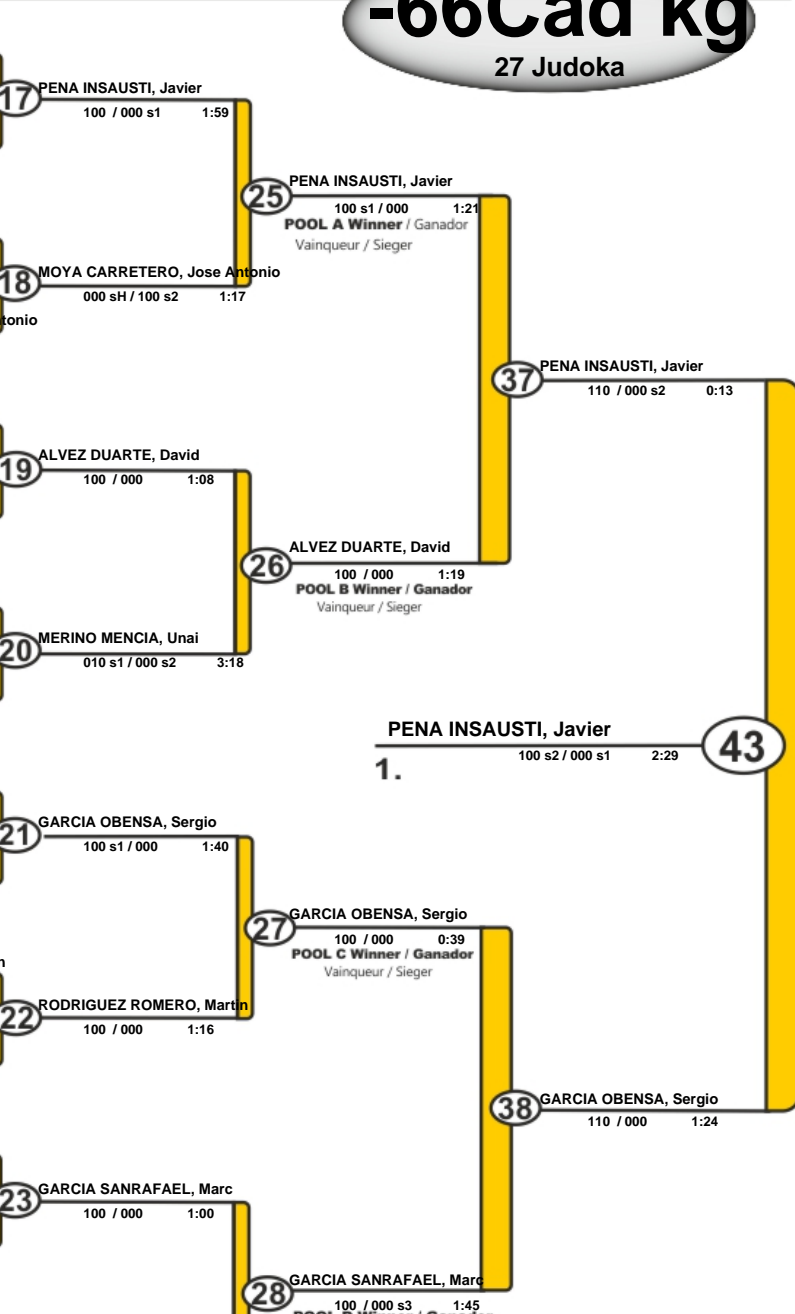 -66Cad kg
27 Judoka
17
PENA INSAUSTI, Javier
100 / 000 s1 1:59
25
PENA INSAUSTI, Javier
100 s1 / 000 1:21
POOL A Winner / Ganador
Vainqueur / Sieger
18
MOYA CARRETERO, Jose Antonio
000 sH / 100 s2 1:17
tonio
37
PENA INSAUSTI, Javier
110 / 000 s2 0:13
19
ALVEZ DUARTE, David
100 / 000 1:08
26
ALVEZ DUARTE, David
100 / 000 1:19
POOL B Winner / Ganador
Vainqueur / Sieger
20
MERINO MENCIA, Unai
010 s1 / 000 s2 3:18
PENA INSAUSTI, Javier
43
100 s2 / 000 s1 2:29
1.
21
GARCIA OBENSA, Sergio
100 s1 / 000 1:40
27
GARCIA OBENSA, Sergio
100 / 000 0:39
POOL C Winner / Ganador
Vainqueur / Sieger
n
22
RODRIGUEZ ROMERO, Martin
100 / 000 1:16
38
GARCIA OBENSA, Sergio
110 / 000 1:24
23
GARCIA SANRAFAEL, Marc
100 / 000 1:00
28
GARCIA SANRAFAEL, Marc
100 / 000 s3 1:45
POOL D Winner / Ganador